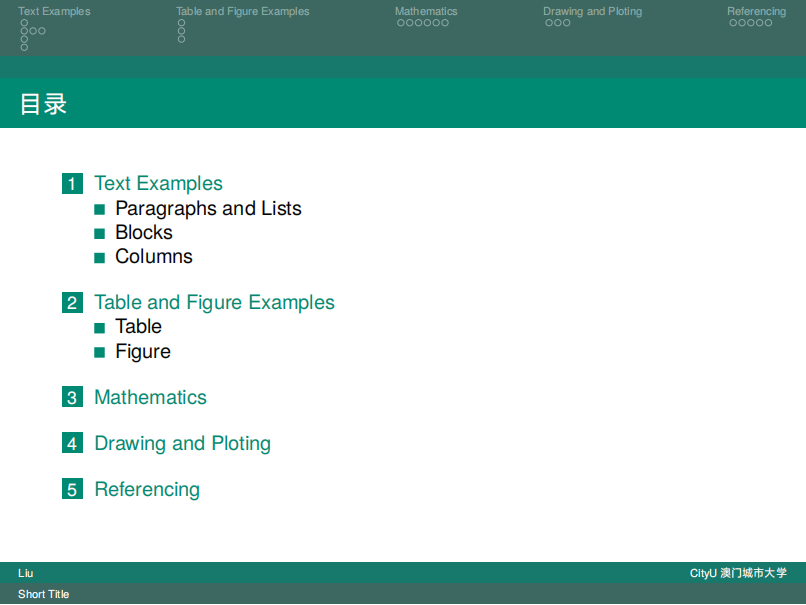 Text Examples Table and Figure Examples Mathematics Drawing and Ploting Referencing
目录
1 Text Examples
Paragraphs and Lists
Blocks
Columns
2 Table and Figure Examples
Table
Figure
3 Mathematics
4 Drawing and Ploting
5 Referencing
Liu CityU 澳门城市大学
Short Title